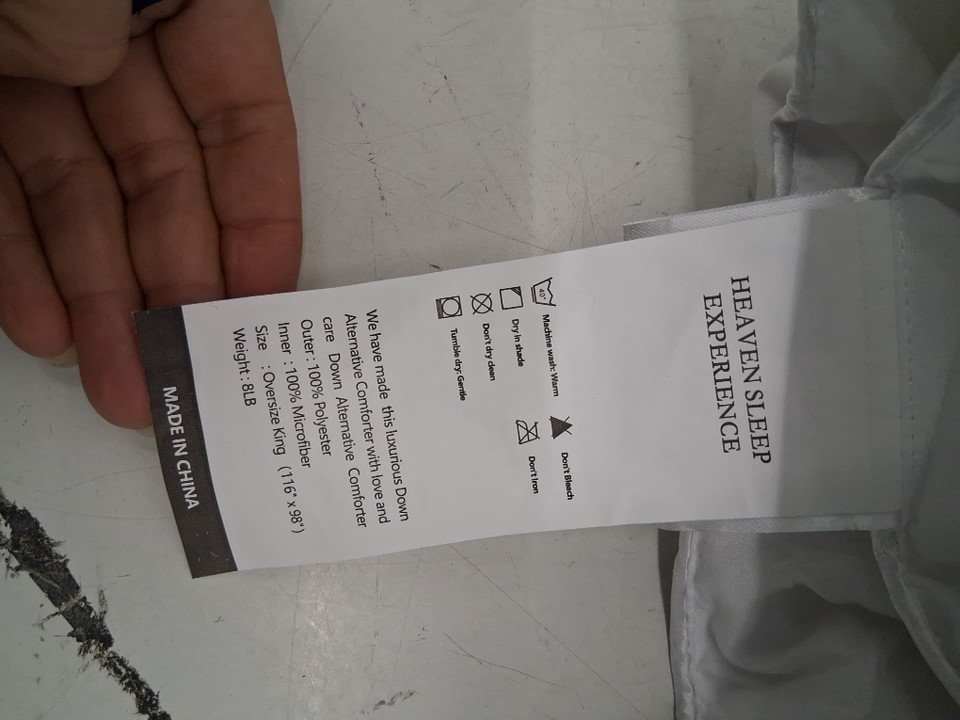 HEAVEN SLEEP
EXPERIENCE
40°
Machine wash: Warm
Don't Bleach
Dry in shade
Don't Iron
Don't dry clean
Tumble dry: Gentle
We have made this luxurious Down
Alternative Comforter with love and
care Down Alternative Comforter
Outer : 100% Polyester
Inner : 100% Microfiber
Size : Oversize King (116" x 98")
Weight : 8LB
MADE IN CHINA